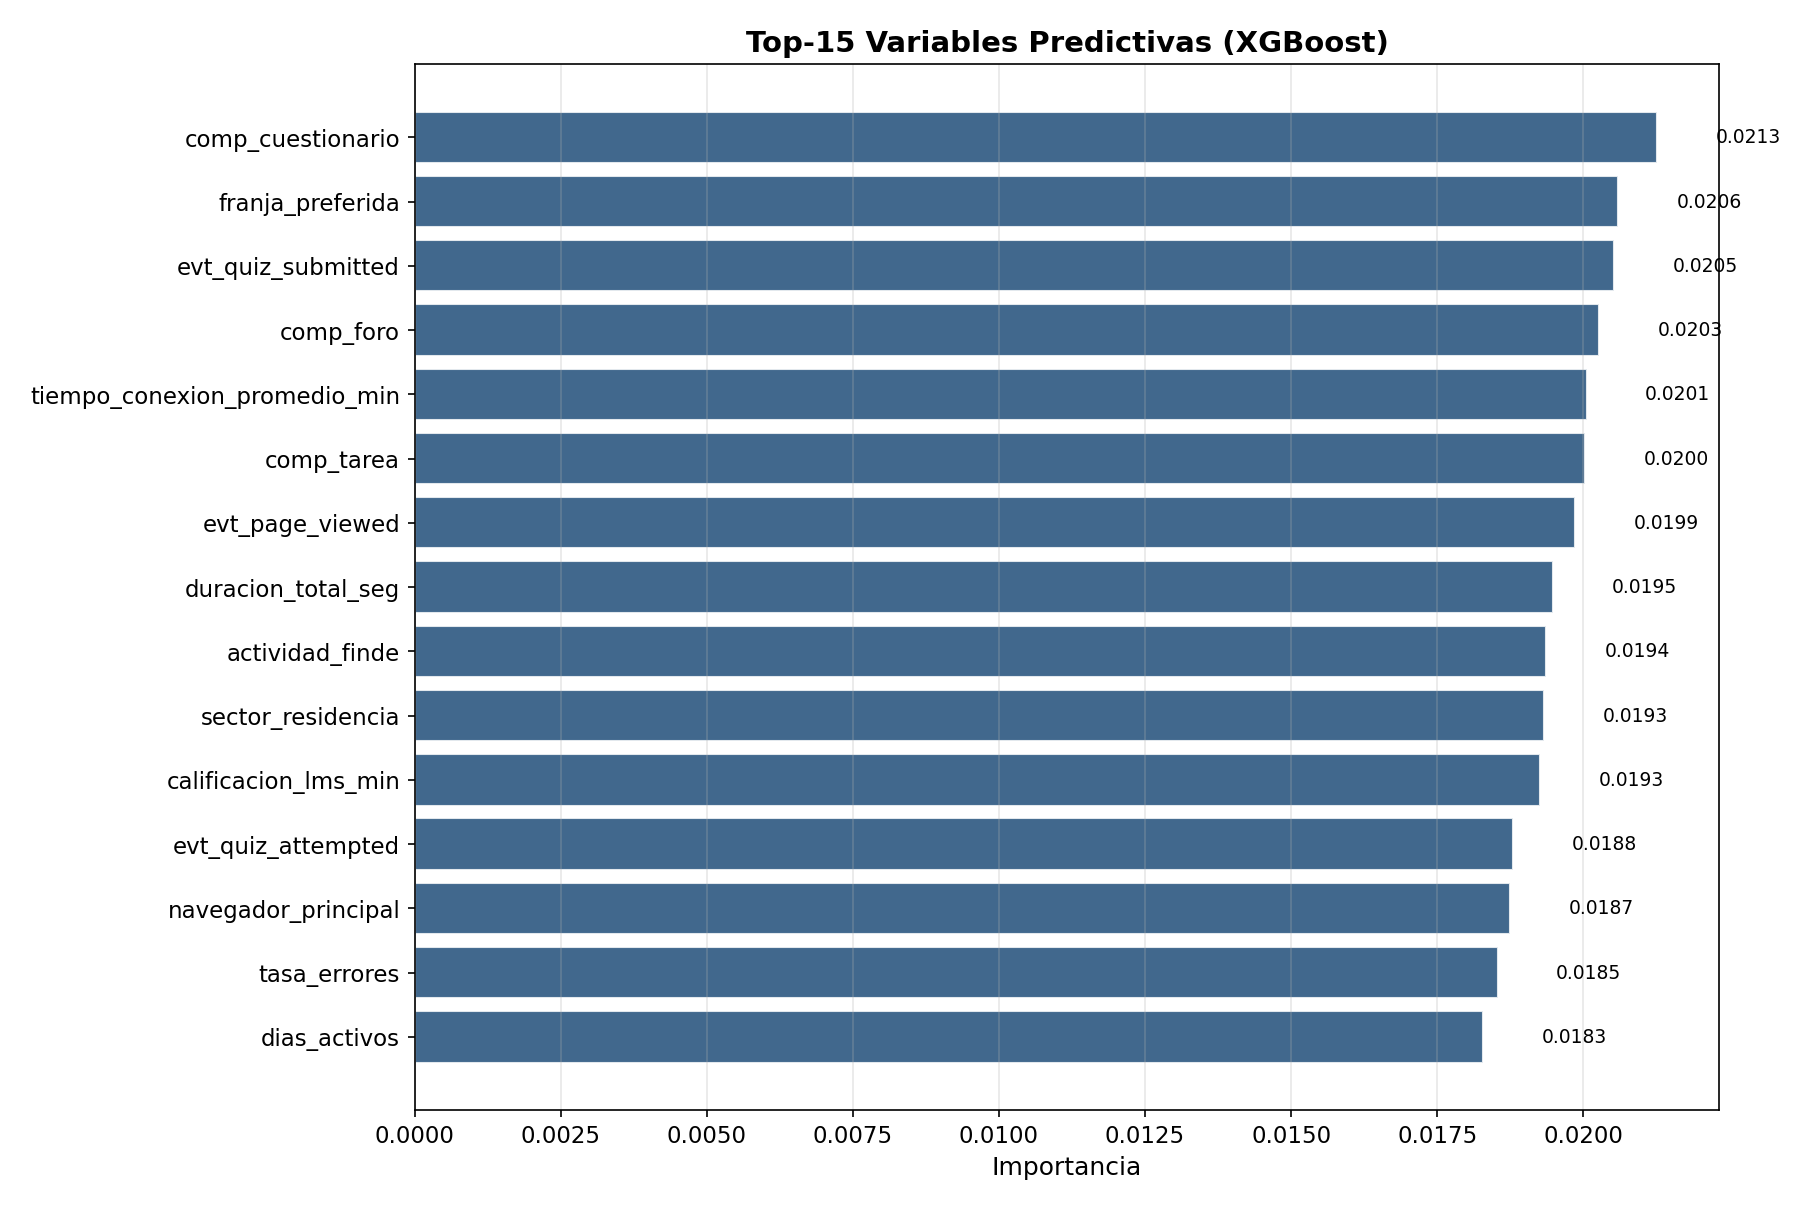 Top-15 Variables Predictivas (XGBoost)
comp_cuestionario 0.0213
franja_preferida 0.0206
evt_quiz_submitted 0.0205
comp_foro 0.0203
tiempo_conexion_promedio_min 0.0201
comp_tarea 0.0200
evt_page_viewed 0.0199
duracion_total_seg 0.0195
actividad_finde 0.0194
sector_residencia 0.0193
calificacion_lms_min 0.0193
evt_quiz_attempted 0.0188
navegador_principal 0.0187
tasa_errores 0.0185
dias_activos 0.0183
0.0000 0.0025 0.0050 0.0075 0.0100 0.0125 0.0150 0.0175 0.0200
Importancia